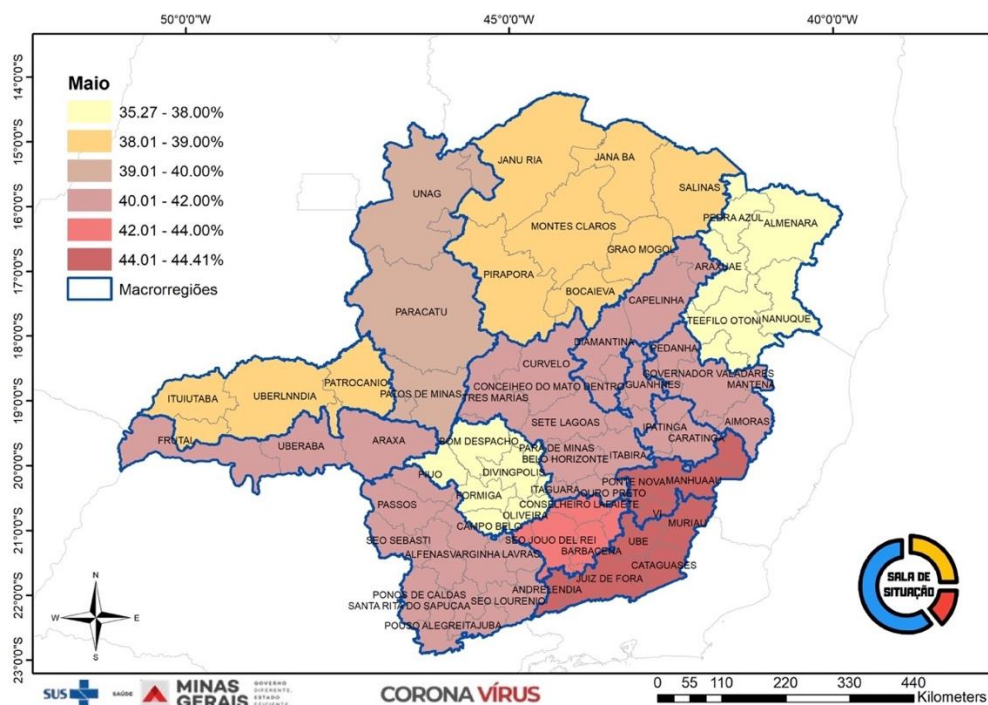 50°0'0"W 45°0'0"W 40°0'0"W
14°0'0"S
15°0'0"S
16°0'0"S
17°0'0"S
18°0'0"S
19°0'0"S
20°0'0"S
21°0'0"S
22°0'0"S
23°0'0"S
Maio
35.27 - 38.00%
38.01 - 39.00%
39.01 - 40.00%
40.01 - 42.00%
42.01 - 44.00%
44.01 - 44.41%
Macrorregiões
JANU RIA
JANA BA
UNAG
SALINAS
PEDRA AZUL
ALMENARA
MONTES CLAROS
GRAO MOGOL
PIRAPORA
ARAXUAE
BOCAIEVA
CAPELINHA
PARACATU
TEEFILO OTONI
NANUQUE
DIAMANTINA
PEDANHA
CURVELO
GOVERNADOR VALADARES
PATROCANIO
CONCEIHEO DO MATO DENTRO
GUANHNES
MANTENA
ITUIUTABA
UBERLNNDIA
PATOS DE MINAS
TRES MARIAS
SETE LAGOAS
AIMORAS
IPATINGA
CARATINGA
FRUTAL
UBERABA
ARAXA
BOM DESPACHO
PARA DE MINAS
BELO HORIZONTE
ITABIRA
PIUO
DIVINGPOLIS
PONTE NOVA
MANHUAAU
ITAGUARA
OURO PRETO
PASSOS
FORMIGA
CONSELHEIRO LAFAIETE
OLIVEIRA
VI
MURIAU
CAMPO BELO
SEO SEBASTI
SEO JOUO DEL REI
UBE
ALFENAS
VARGINHA
LAVRAS
BARBACENA
CATAGUASES
JUIZ DE FORA
ANDRELENDIA
PONOS DE CALDAS
SANTA RITA DO SAPUCAA
SEO LOURENIO
POUSO ALEGRE
ITAJUBA
N
W E
S
SALA DE
SITUAÇÃO
SUS
SAÚDE
MINAS
GERAIS
GOVERNO
DIFERENTE.
ESTADO
EFICIENTE.
CORONA VÍRUS
0 55 110 220 330 440
Kilometers